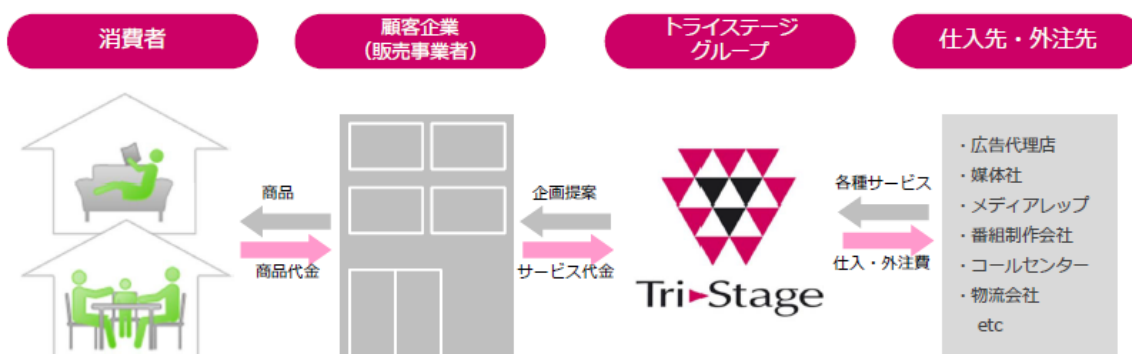 消費者
顧客企業
（販売事業者）
トライステージ
グループ
仕入先・外注先
商品
商品代金
企画提案
サービス代金
Tri-Stage
各種サービス
仕入・外注費
・広告代理店
・媒体社
・メディアレップ
・番組制作会社
・コールセンター
・物流会社
etc